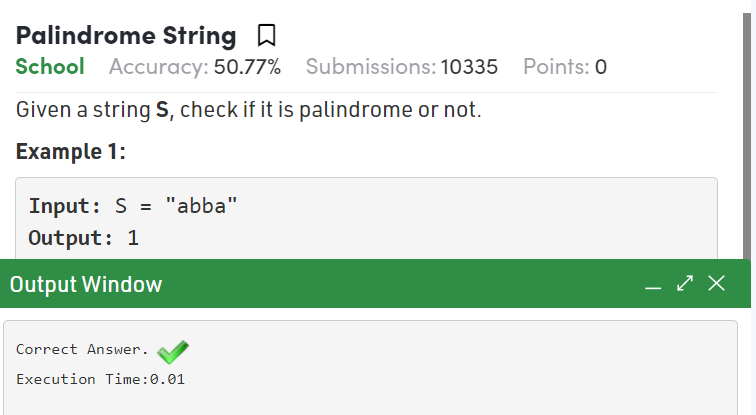 Palindrome String
School Accuracy: 50.77% Submissions: 10335 Points: 0
Given a string S, check if it is palindrome or not.
Example 1:
Input: S = "abba"
Output: 1
Output Window
Correct Answer.
Execution Time:0.01